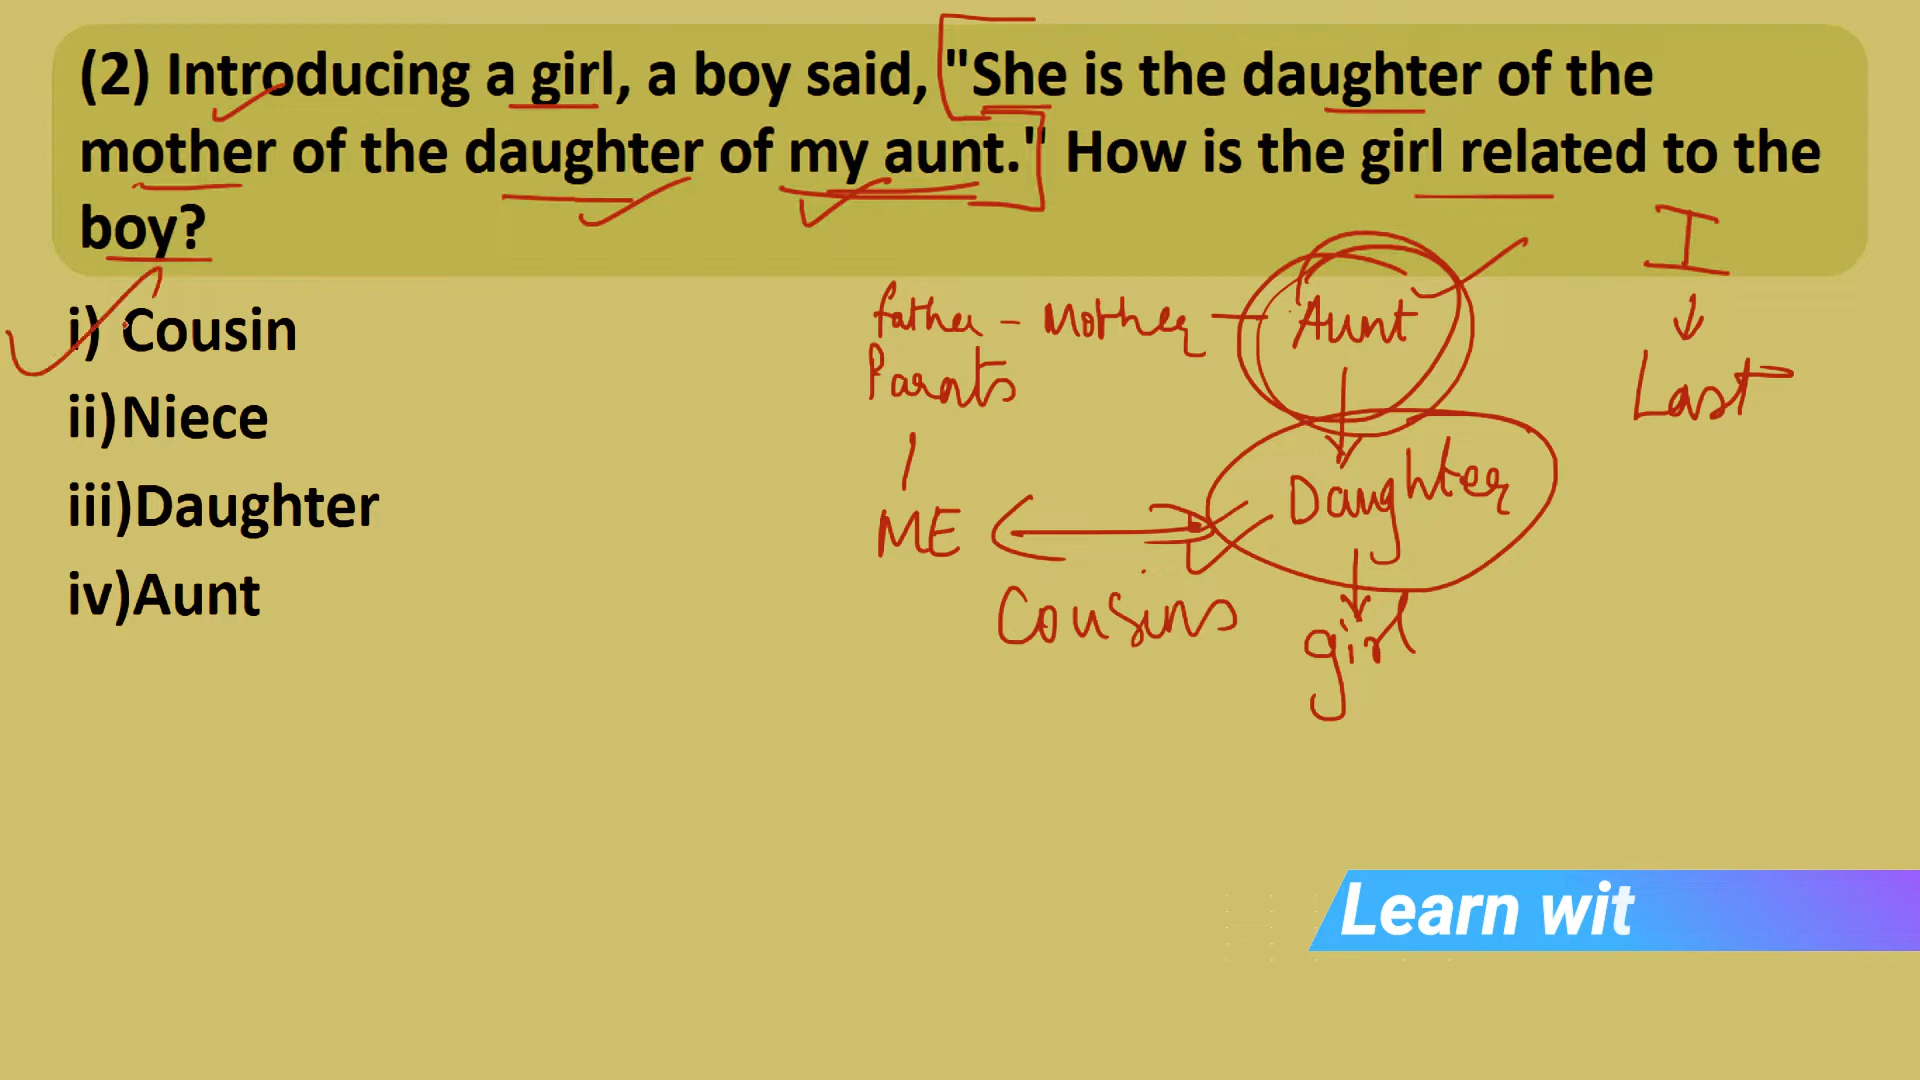 (2) Introducing a girl, a boy said, "She is the daughter of the
mother of the daughter of my aunt." How is the girl related to the
boy?
i) Cousin
ii)Niece
iii)Daughter
iv)Aunt
I
Last
father - Mother - Aunt
Parants
Daughter
ME
Cousins
girl
Learn wit